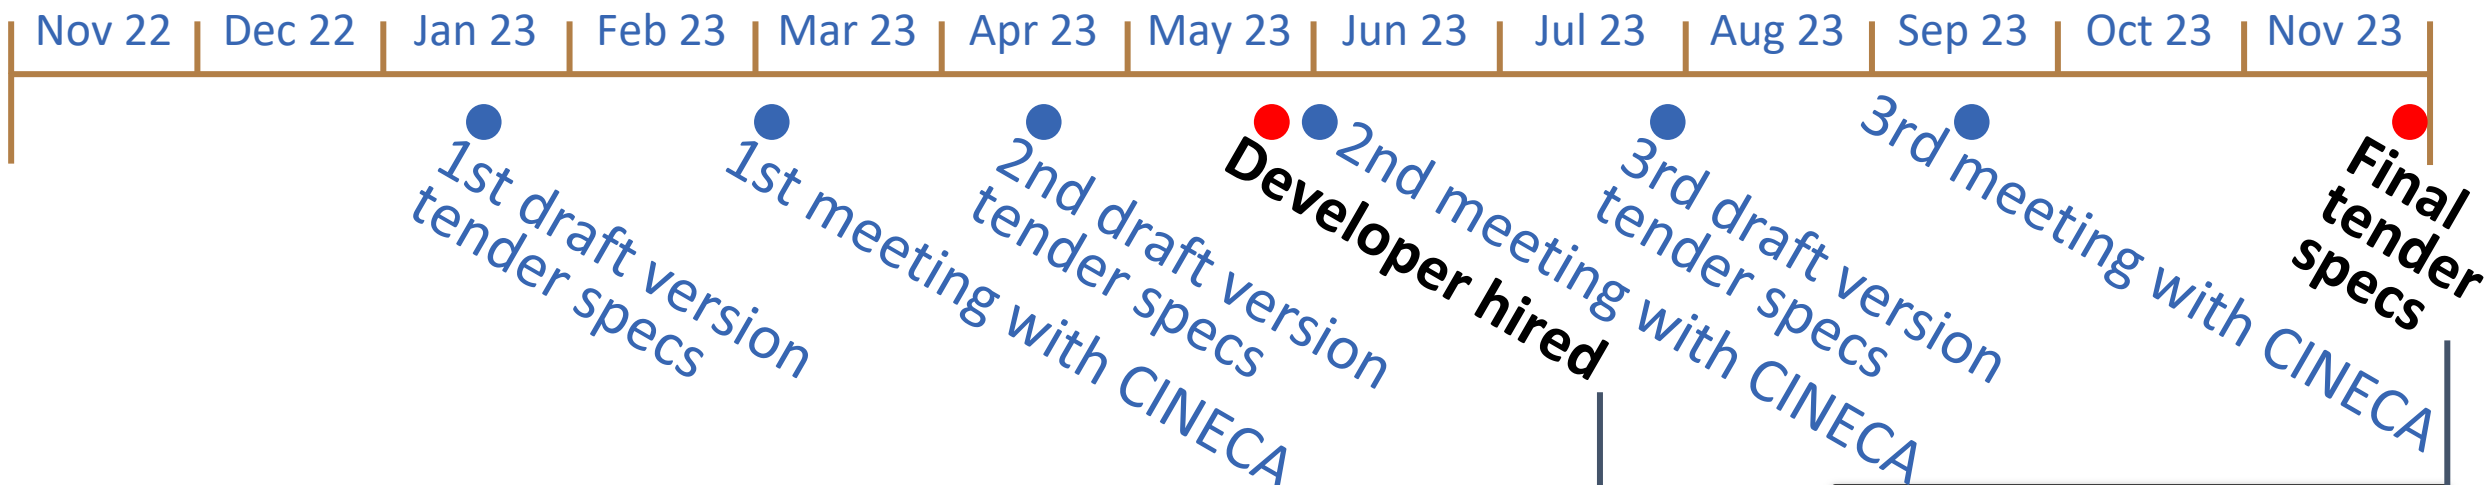 Nov 22 Dec 22 Jan 23 Feb 23 Mar 23 Apr 23 May 23 Jun 23 Jul 23 Aug 23 Sep 23 Oct 23 Nov 23
1st draft version
tender specs
1st meeting with CINECA
2nd draft version
tender specs
Developer hired
2nd meeting with CINECA
3rd draft version
tender specs
3rd meeting with CINECA
Final
tender
specs